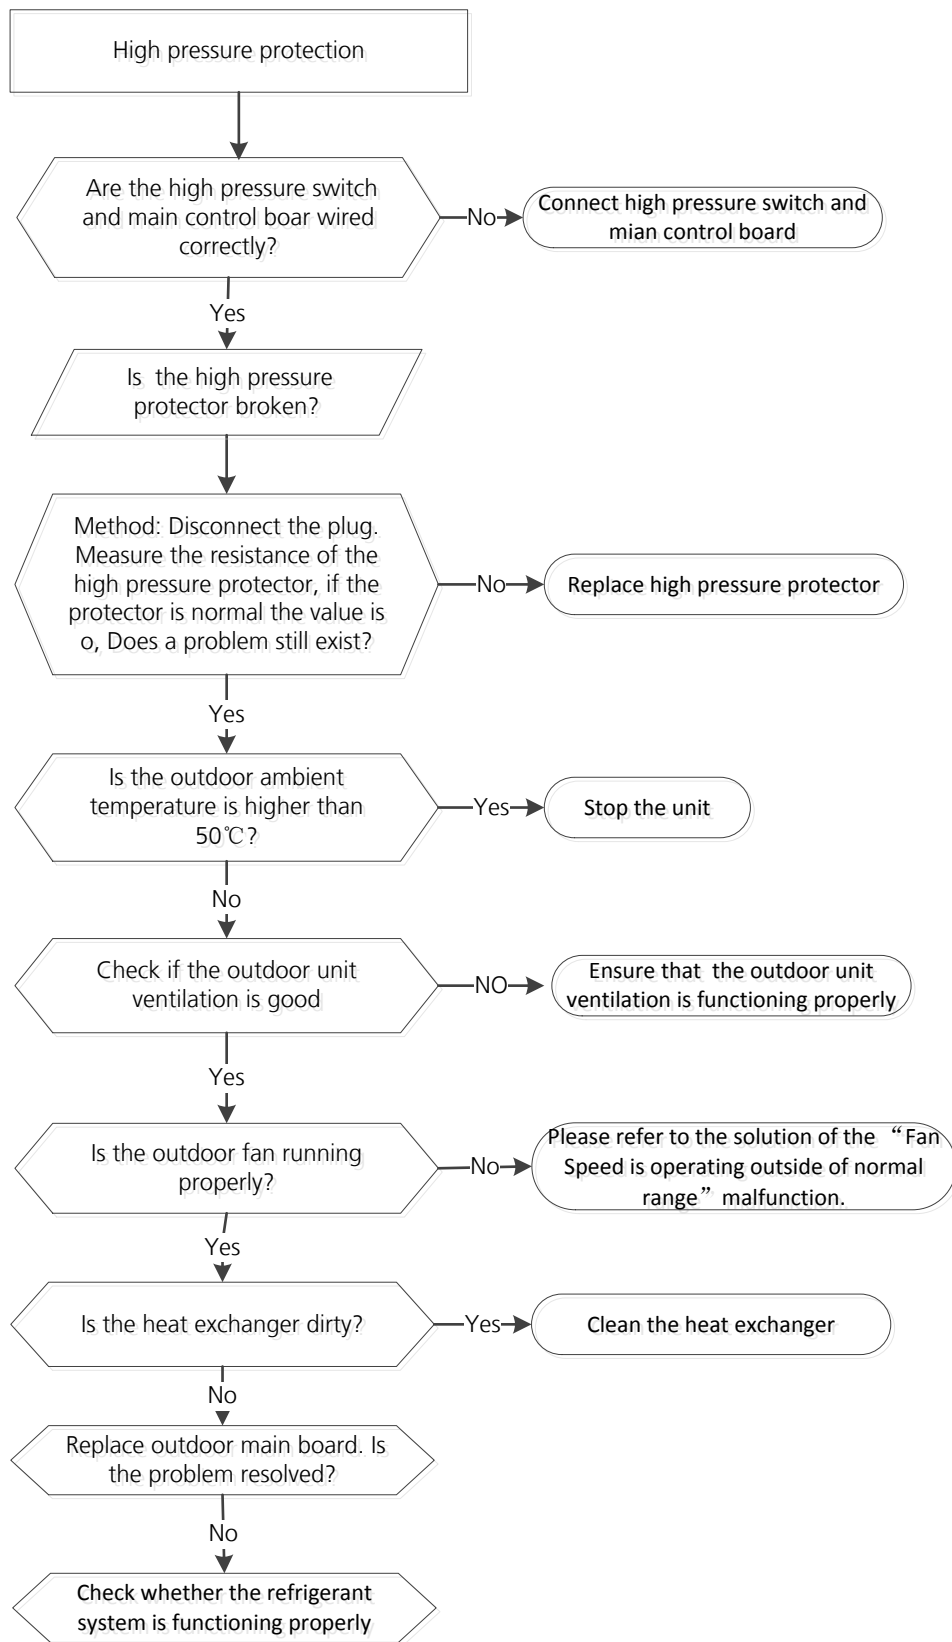 High pressure protection
Are the high pressure switch
and main control boar wired
correctly?
No
Connect high pressure switch and
mian control board
Yes
Is the high pressure
protector broken?
Method: Disconnect the plug.
Measure the resistance of the
high pressure protector, if the
protector is normal the value is
o, Does a problem still exist?
No
Replace high pressure protector
Yes
Is the outdoor ambient
temperature is higher than
50℃?
Yes
Stop the unit
No
Check if the outdoor unit
ventilation is good
NO
Ensure that the outdoor unit
ventilation is functioning properly
Yes
Is the outdoor fan running
properly?
No
Please refer to the solution of the “Fan
Speed is operating outside of normal
range” malfunction.
Yes
Is the heat exchanger dirty?
Yes
Clean the heat exchanger
No
Replace outdoor main board. Is
the problem resolved?
No
Check whether the refrigerant
system is functioning properly